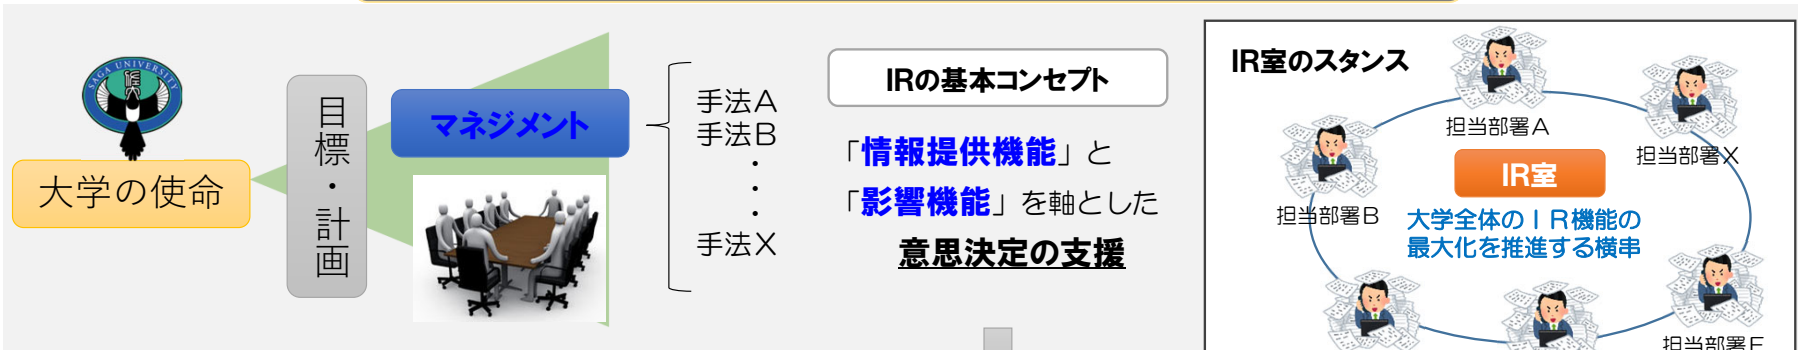 SAGA UNIVERSITY
大学の使命
目標・計画
マネジメント
手法A
手法B
・
・
・
手法X
IRの基本コンセプト
「情報提供機能」と
「影響機能」を軸とした
意思決定の支援
IR室のスタンス
担当部署A
担当部署X
担当部署B
IR室
大学全体のIR機能の
最大化を推進する横串